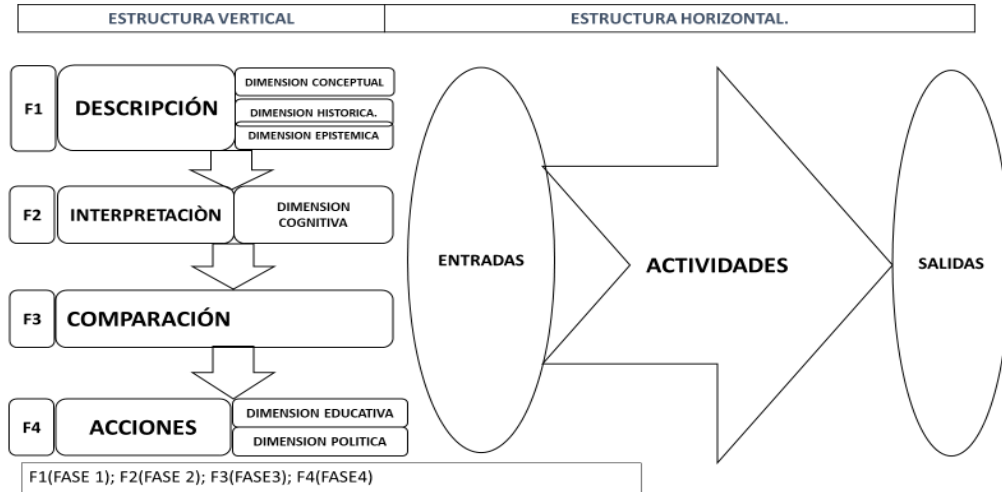 ESTRUCTURA VERTICAL
ESTRUCTURA HORIZONTAL.
F1
DESCRIPCIÓN
DIMENSION CONCEPTUAL
DIMENSION HISTORICA.
DIMENSION EPISTEMICA
F2
INTERPRETACIÒN
DIMENSION
COGNITIVA
F3
COMPARACIÓN
F4
ACCIONES
DIMENSION EDUCATIVA
DIMENSION POLITICA
ENTRADAS
ACTIVIDADES
SALIDAS
F1(FASE 1); F2(FASE 2); F3(FASE3); F4(FASE4)